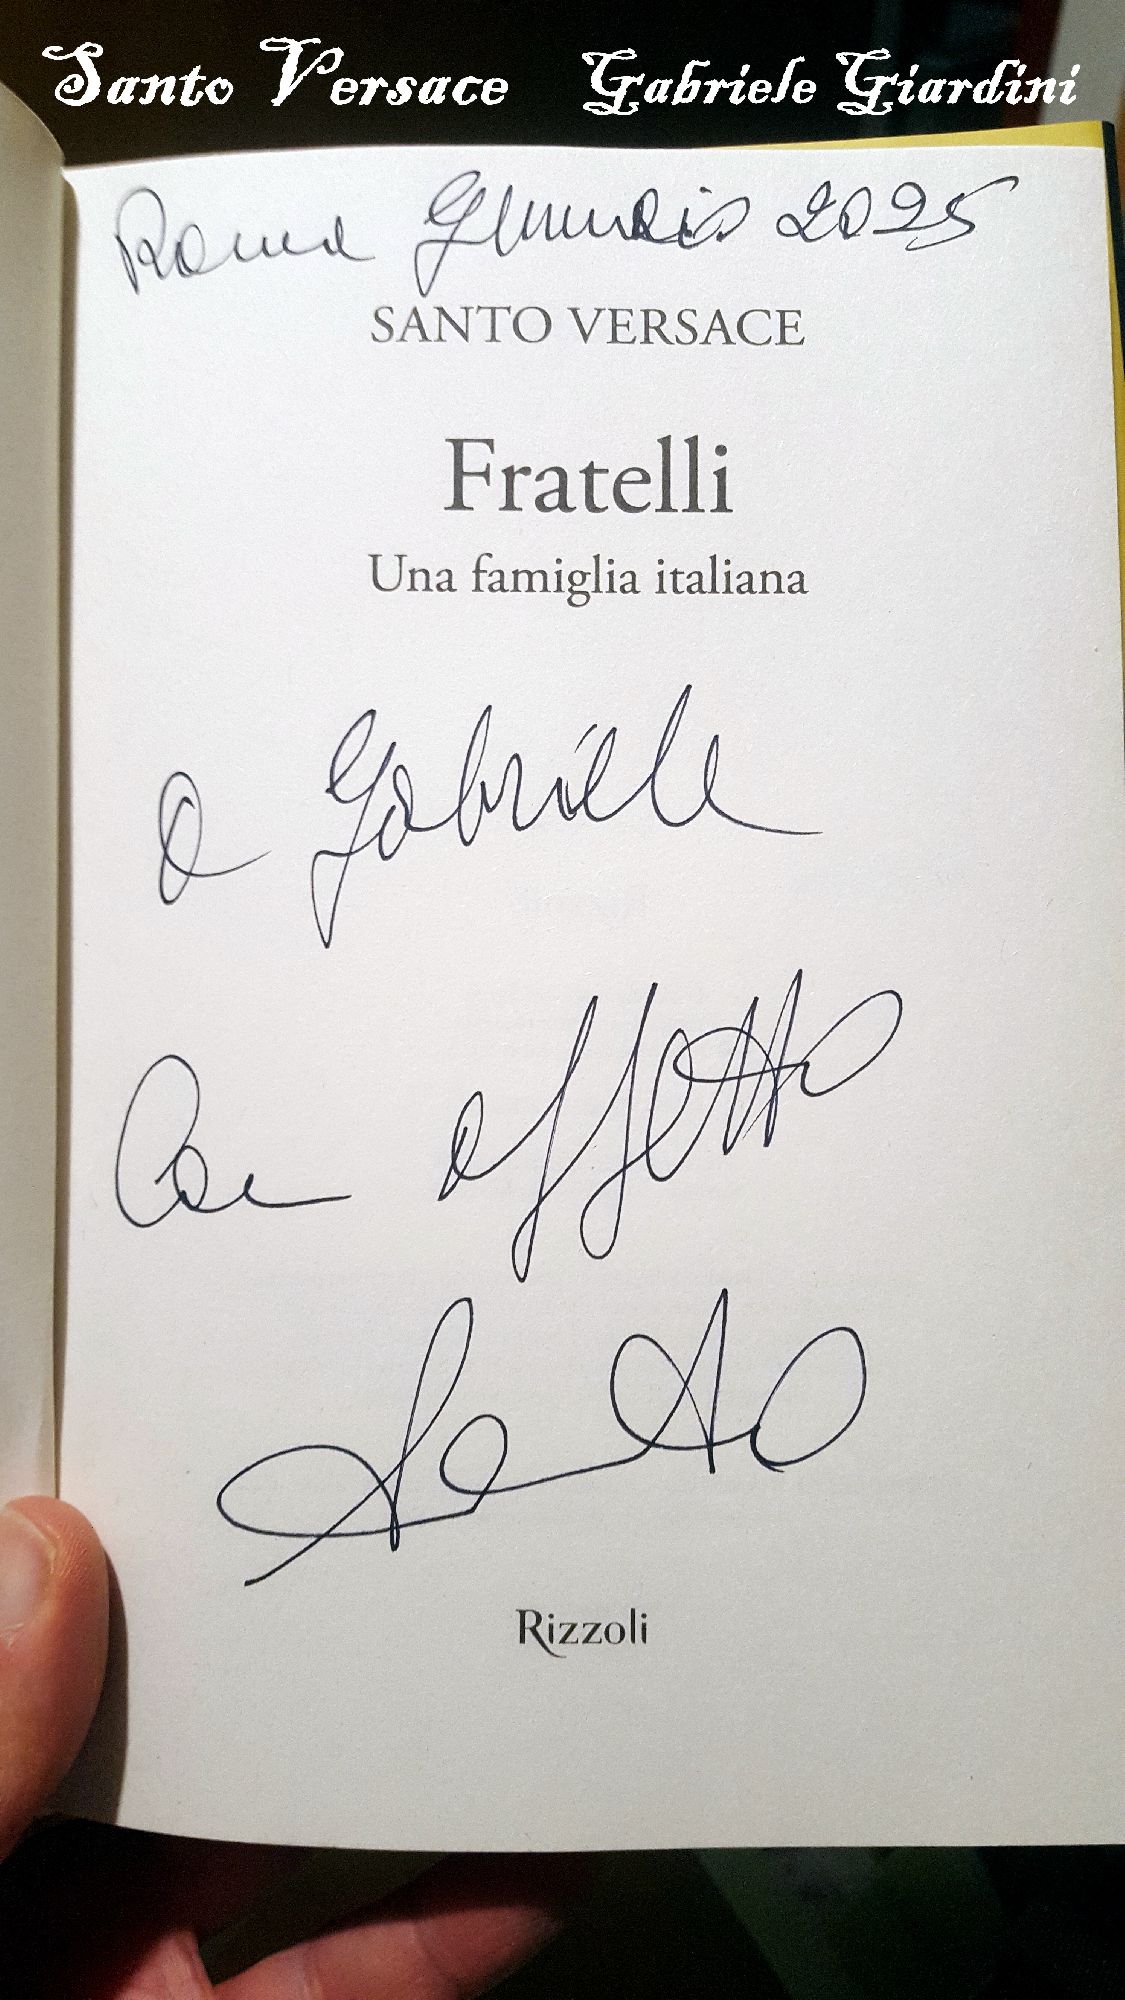 Santo Versace Gabriele Giardini
Roma Gennaio 2025
SANTO VERSACE
Fratelli
Una famiglia italiana
a Gabriele
Con affetto
Santo
Rizzoli